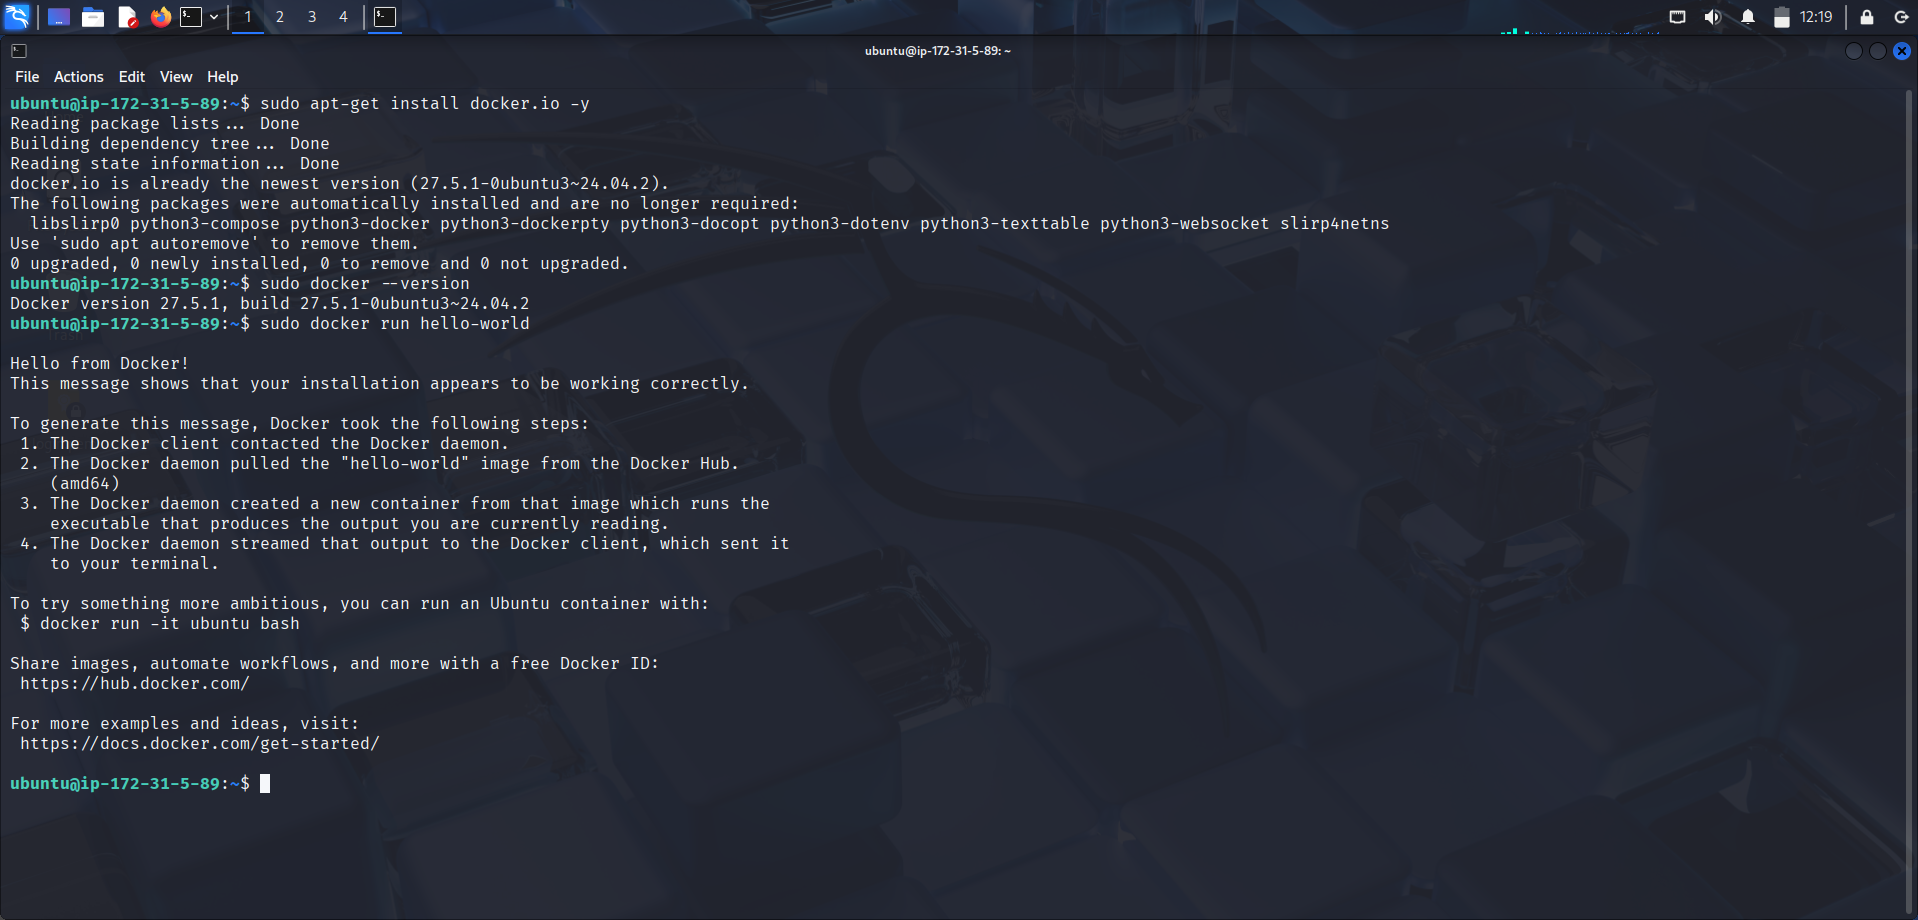 1 2 3 4 12:19
ubuntu@ip-172-31-5-89: ~
File Actions Edit View Help
ubuntu@ip-172-31-5-89:~$ sudo apt-get install docker.io -y
Reading package lists... Done
Building dependency tree... Done
Reading state information... Done
docker.io is already the newest version (27.5.1-0ubuntu3~24.04.2).
The following packages were automatically installed and are no longer required:
  libslirp0 python3-compose python3-docker python3-dockerpty python3-docopt python3-dotenv python3-texttable python3-websocket slirp4netns
Use 'sudo apt autoremove' to remove them.
0 upgraded, 0 newly installed, 0 to remove and 0 not upgraded.
ubuntu@ip-172-31-5-89:~$ sudo docker --version
Docker version 27.5.1, build 27.5.1-0ubuntu3~24.04.2
ubuntu@ip-172-31-5-89:~$ sudo docker run hello-world
Hello from Docker!
This message shows that your installation appears to be working correctly.
To generate this message, Docker took the following steps:
 1. The Docker client contacted the Docker daemon.
 2. The Docker daemon pulled the "hello-world" image from the Docker Hub.
    (amd64)
 3. The Docker daemon created a new container from that image which runs the
    executable that produces the output you are currently reading.
 4. The Docker daemon streamed that output to the Docker client, which sent it
    to your terminal.
To try something more ambitious, you can run an Ubuntu container with:
 $ docker run -it ubuntu bash
Share images, automate workflows, and more with a free Docker ID:
 https://hub.docker.com/
For more examples and ideas, visit:
 https://docs.docker.com/get-started/
ubuntu@ip-172-31-5-89:~$